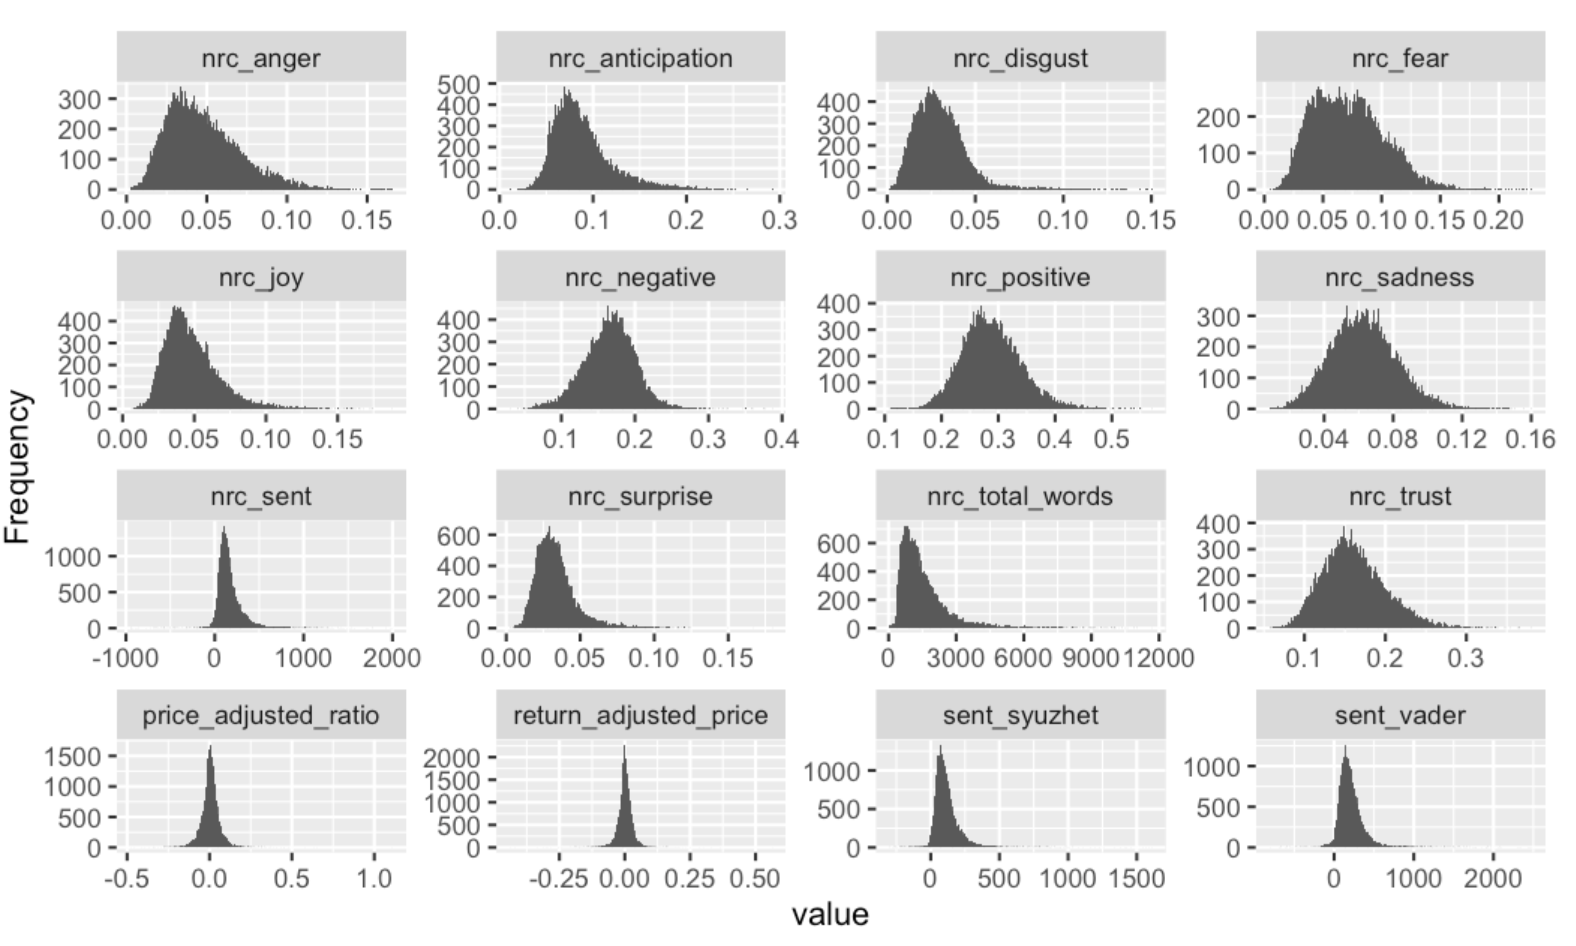 nrc_anger nrc_anticipation nrc_disgust nrc_fear
300 200 100 0
500 400 300 200 100 0
400 300 200 100 0
200 100 0
0.00 0.05 0.10 0.15
0.0 0.1 0.2 0.3
0.00 0.05 0.10 0.15
0.00 0.05 0.10 0.15 0.20
nrc_joy nrc_negative nrc_positive nrc_sadness
400 300 200 100 0
400 300 200 100 0
400 300 200 100 0
300 200 100 0
0.00 0.05 0.10 0.15
0.1 0.2 0.3 0.4
0.1 0.2 0.3 0.4 0.5
0.04 0.08 0.12 0.16
Frequency
nrc_sent nrc_surprise nrc_total_words nrc_trust
1000 500 0
600 400 200 0
600 400 200 0
400 300 200 100 0
-1000 0 1000 2000
0.00 0.05 0.10 0.15
0 3000 6000 9000 12000
0.1 0.2 0.3
price_adjusted_ratio return_adjusted_price sent_syuzhet sent_vader
1500 1000 500 0
2000 1500 1000 500 0
1000 500 0
1000 500 0
-0.5 0.0 0.5 1.0
-0.25 0.00 0.25 0.50
0 500 1000 1500
0 1000 2000
value